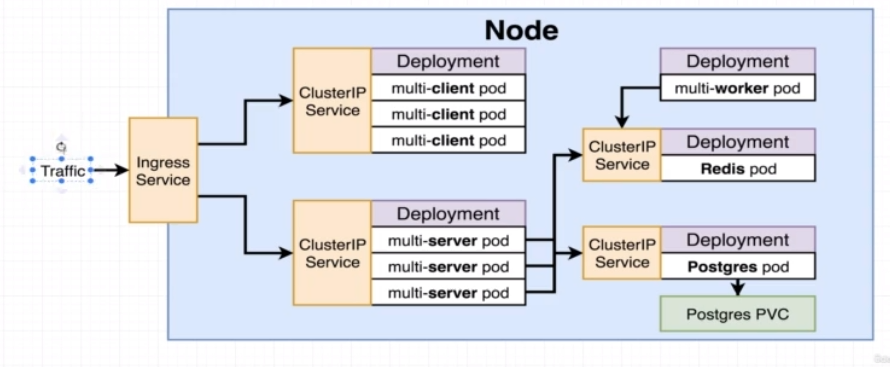 Node
Traffic
Ingress
Service
ClusterIP
Service
Deployment
multi-client pod
multi-client pod
multi-client pod
ClusterIP
Service
Deployment
multi-server pod
multi-server pod
multi-server pod
Deployment
multi-worker pod
ClusterIP
Service
Deployment
Redis pod
ClusterIP
Service
Deployment
Postgres pod
Postgres PVC